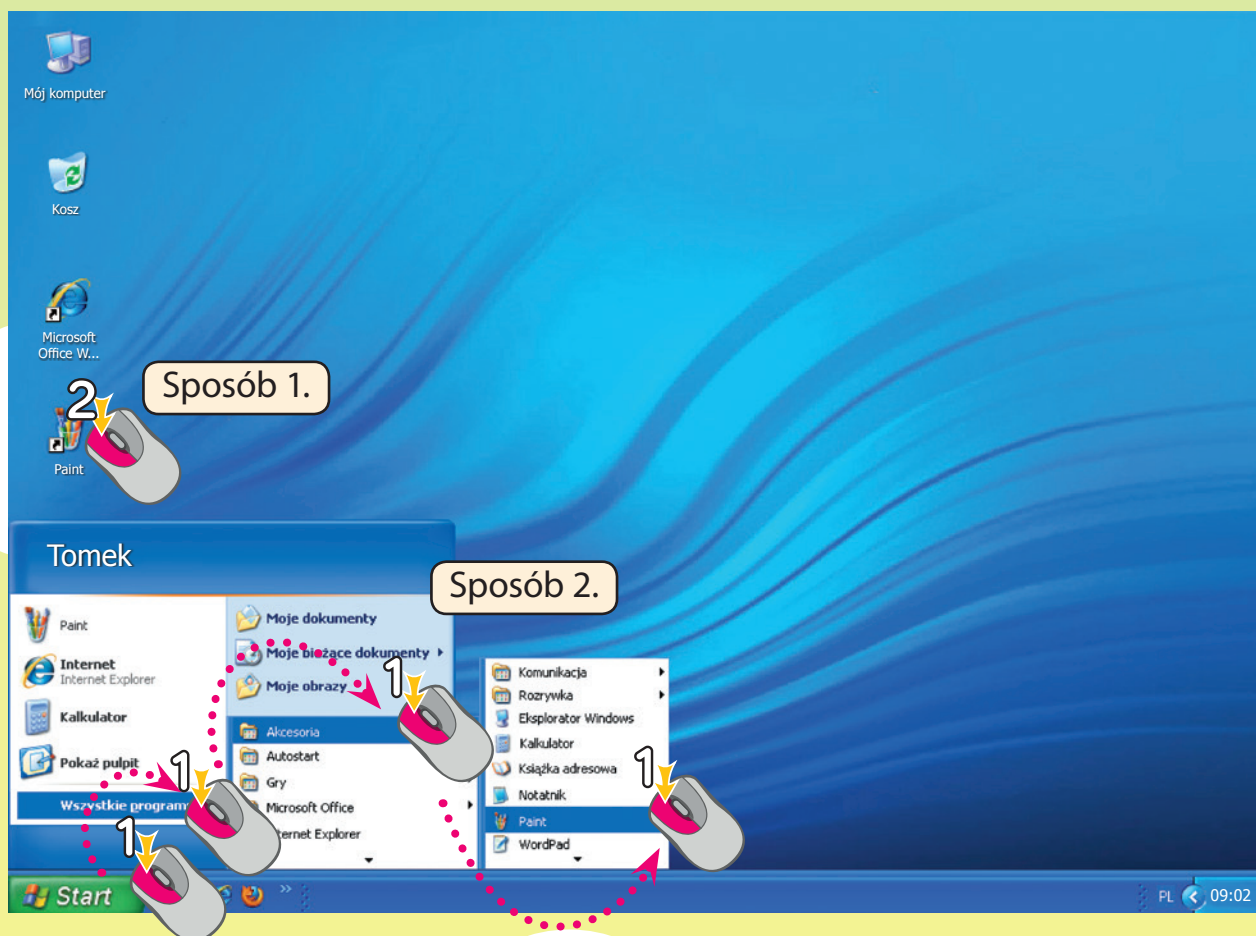 Mój komputer
Kosz
Microsoft
Office W...
2
Sposób 1.
Paint
Tomek
Sposób 2.
Paint
Internet
Internet Explorer
Kalkulator
Pokaż pulpit
1
Wszystkie program
1
Moje dokumenty
Moje bieżące dokumenty
Moje obrazy
1
Akcesoria
Autostart
Gry
Microsoft Office
ternet Explorer
Komunikacja
Rozrywka
Eksplorator Windows
Kalkulator
Książka adresowa
1
Notatnik
Paint
WordPad
Start
»
PL
09:02